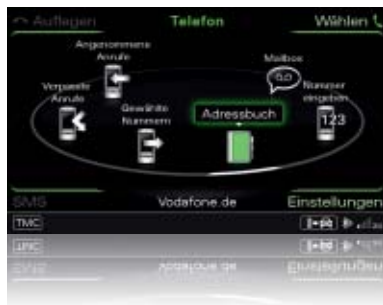 Auflegen Telefon Wählen
Angenommene
Anrufe
Mailbox
Verpasste
Anrufe
Nummer
eingeben
Gewählte
Nummern
Adressbuch
123
SMS Vodafone.de Einstellungen
TMC